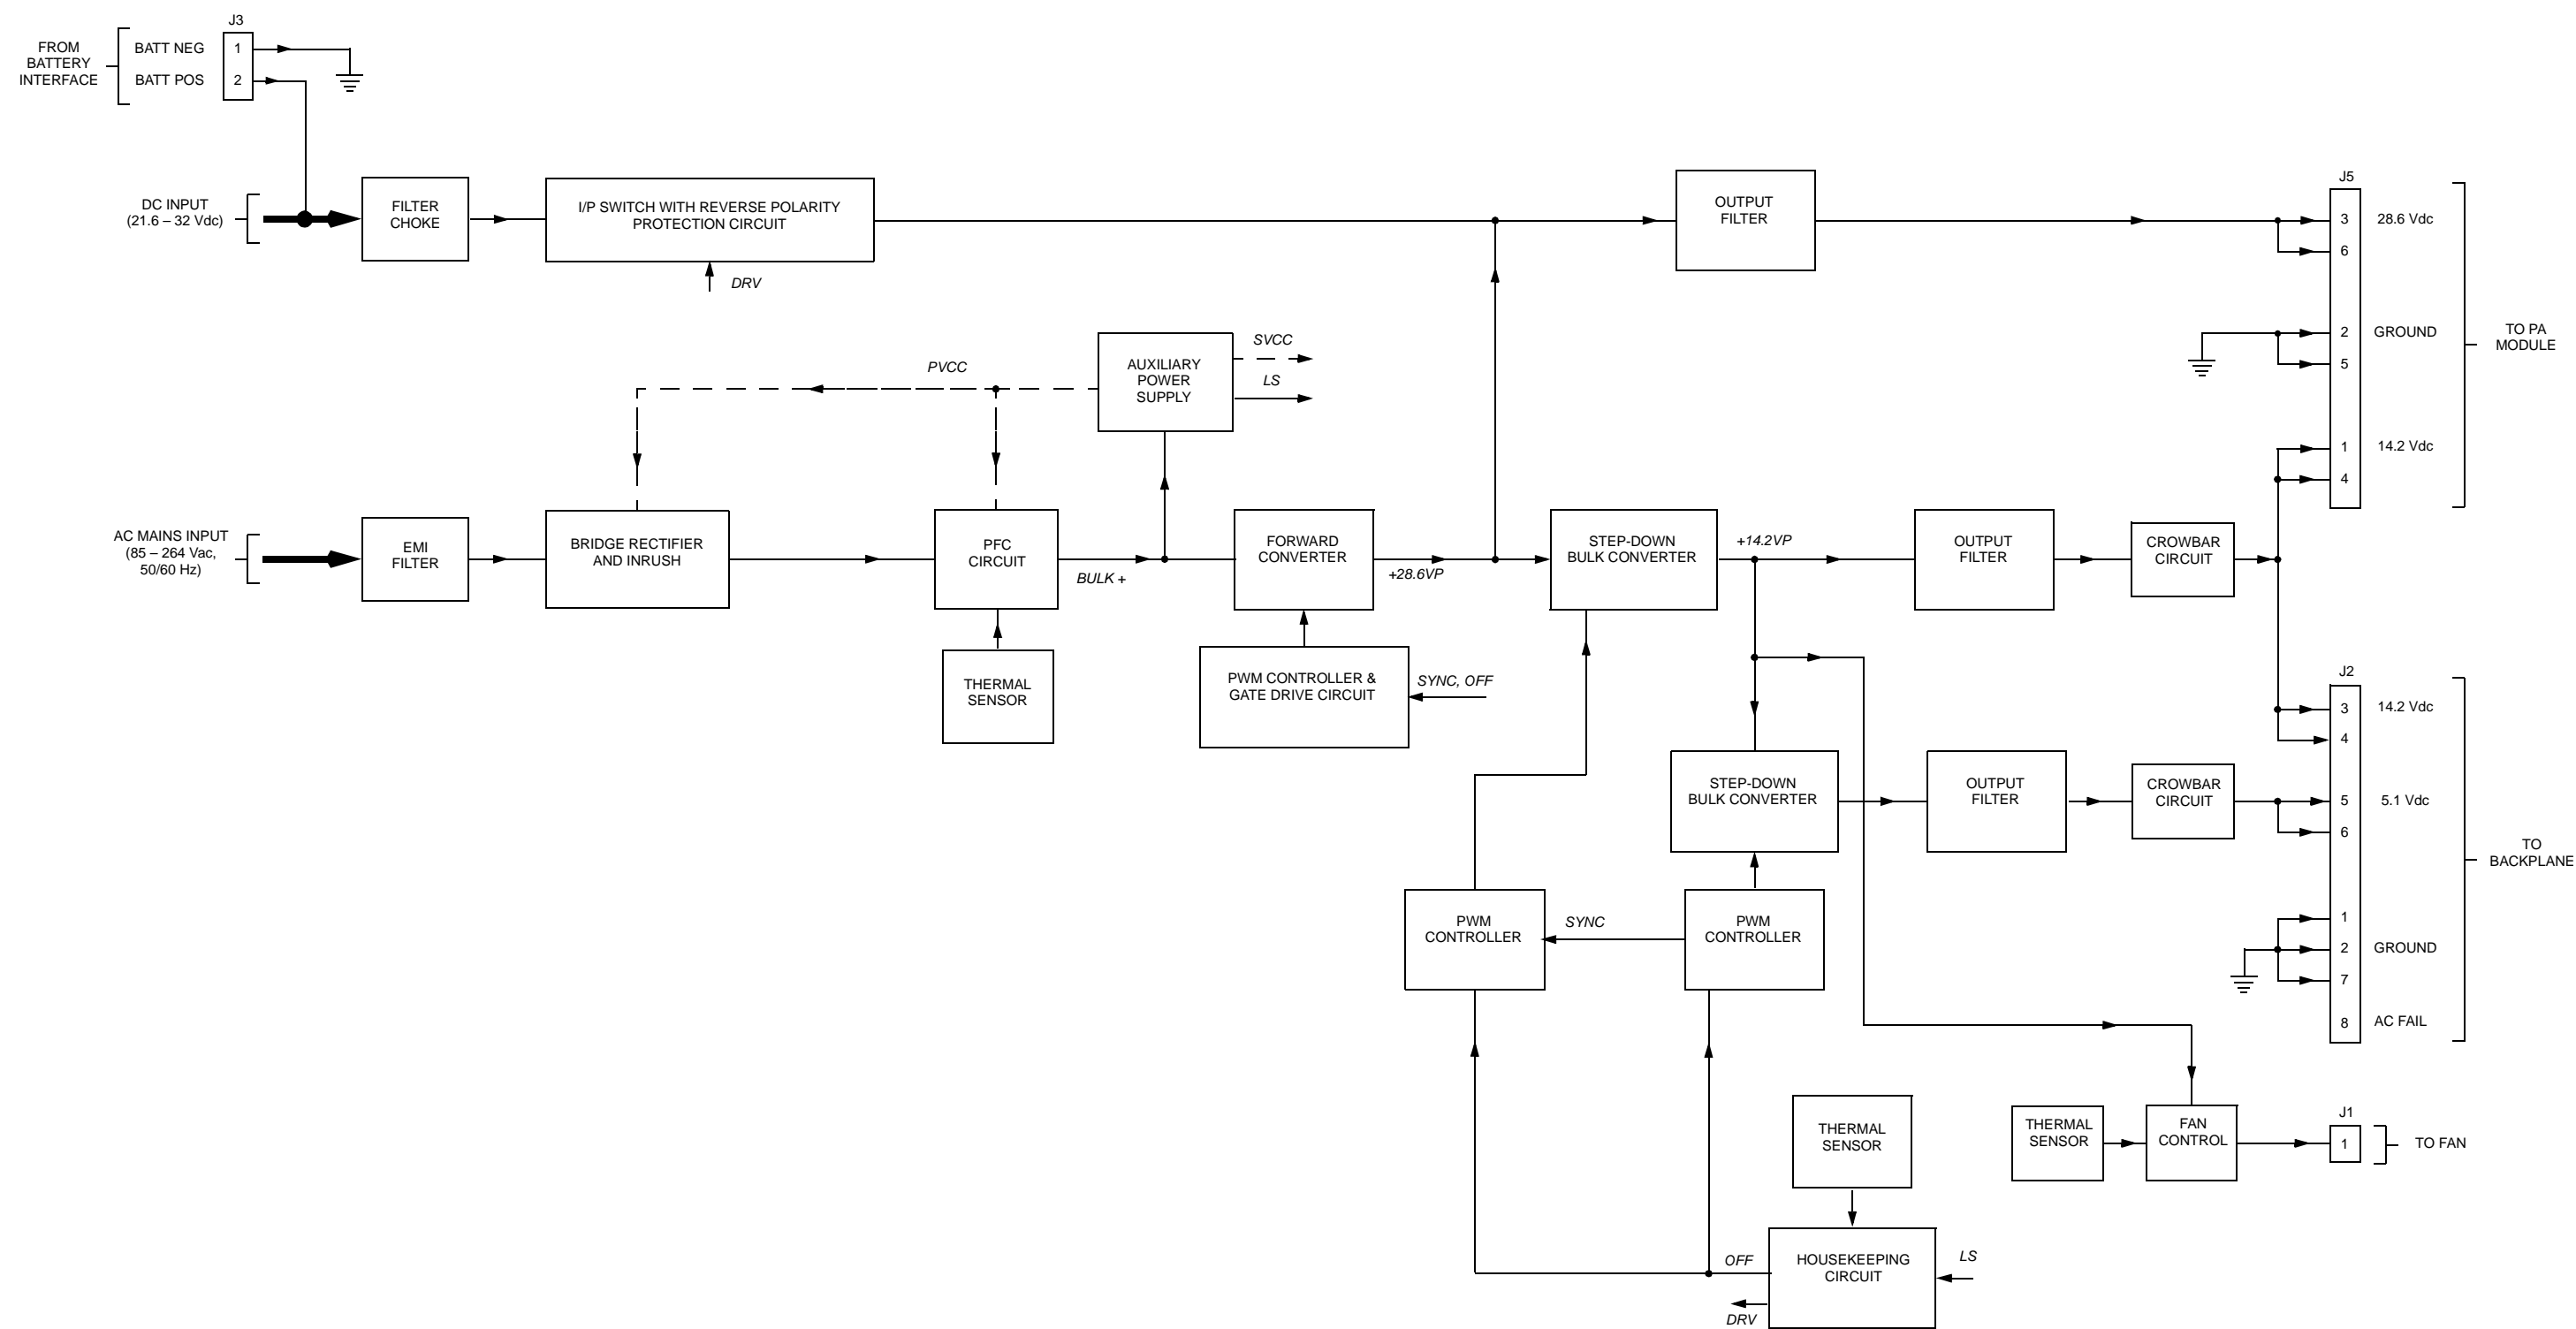 J3
FROM
BATTERY
INTERFACE
BATT NEG
BATT POS
1
2
DC INPUT
(21.6 – 32 Vdc)
FILTER
CHOKE
I/P SWITCH WITH REVERSE POLARITY
PROTECTION CIRCUIT
DRV
OUTPUT
FILTER
J5
3
6
2
5
1
4
28.6 Vdc
GROUND
14.2 Vdc
TO PA
MODULE
PVCC
AUXILIARY
POWER
SUPPLY
SVCC
LS
AC MAINS INPUT
(85 – 264 Vac,
50/60 Hz)
EMI
FILTER
BRIDGE RECTIFIER
AND INRUSH
PFC
CIRCUIT
BULK +
FORWARD
CONVERTER
+28.6VP
STEP-DOWN
BULK CONVERTER
+14.2VP
OUTPUT
FILTER
CROWBAR
CIRCUIT
THERMAL
SENSOR
PWM CONTROLLER &
GATE DRIVE CIRCUIT
SYNC, OFF
J2
3
4
5
6
1
2
7
8
14.2 Vdc
5.1 Vdc
GROUND
AC FAIL
TO
BACKPLANE
STEP-DOWN
BULK CONVERTER
OUTPUT
FILTER
CROWBAR
CIRCUIT
PWM
CONTROLLER
SYNC
PWM
CONTROLLER
THERMAL
SENSOR
THERMAL
SENSOR
FAN
CONTROL
J1
1
TO FAN
OFF
HOUSEKEEPING
CIRCUIT
LS
DRV